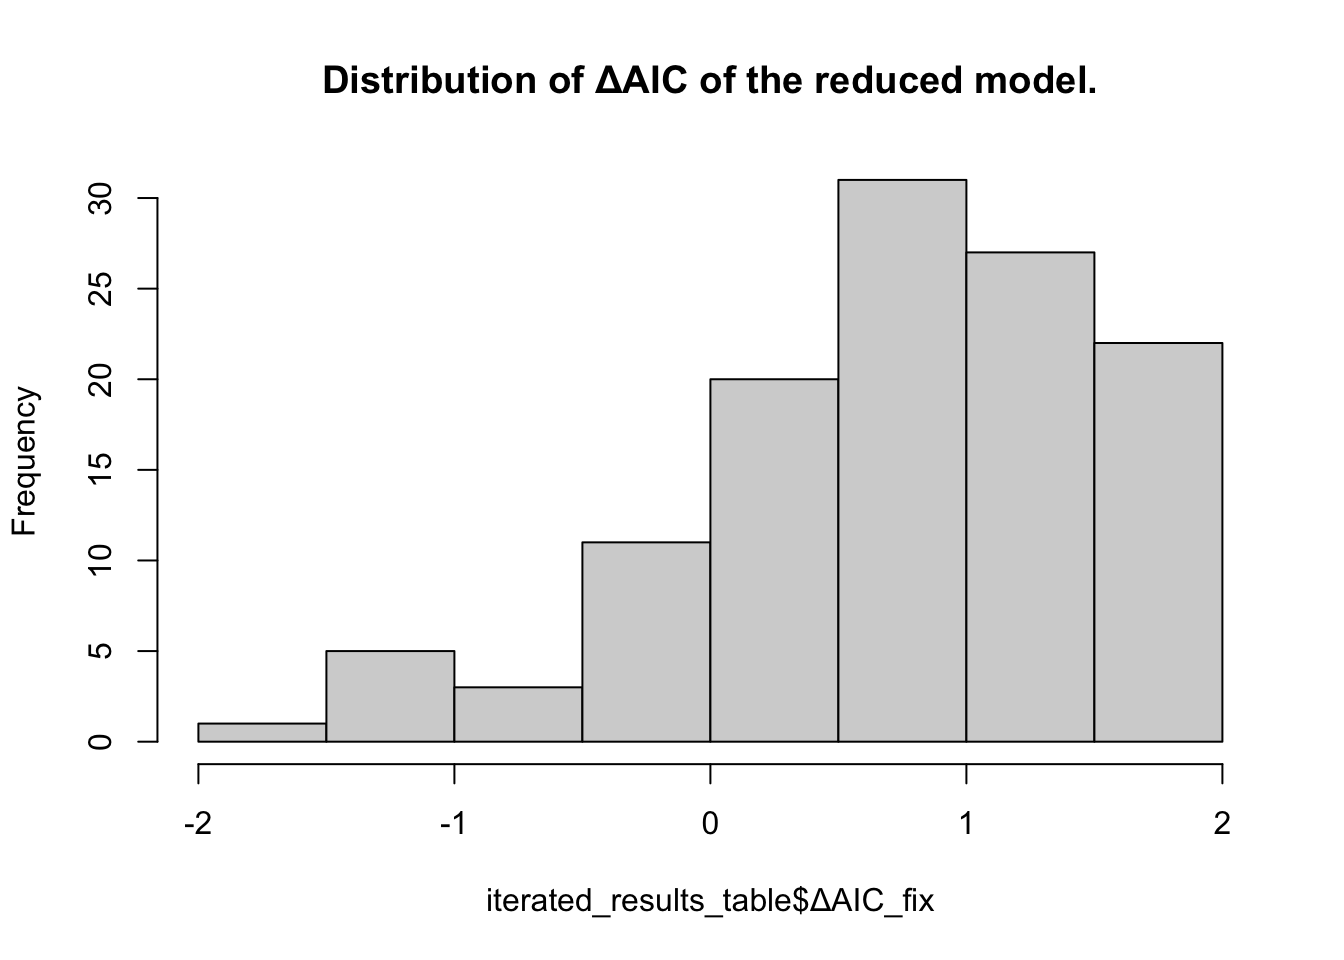 Distribution of ΔAIC of the reduced model.
Frequency
30
25
20
15
10
5
0
-2 -1 0 1 2
iterated_results_table$ΔAIC_fix